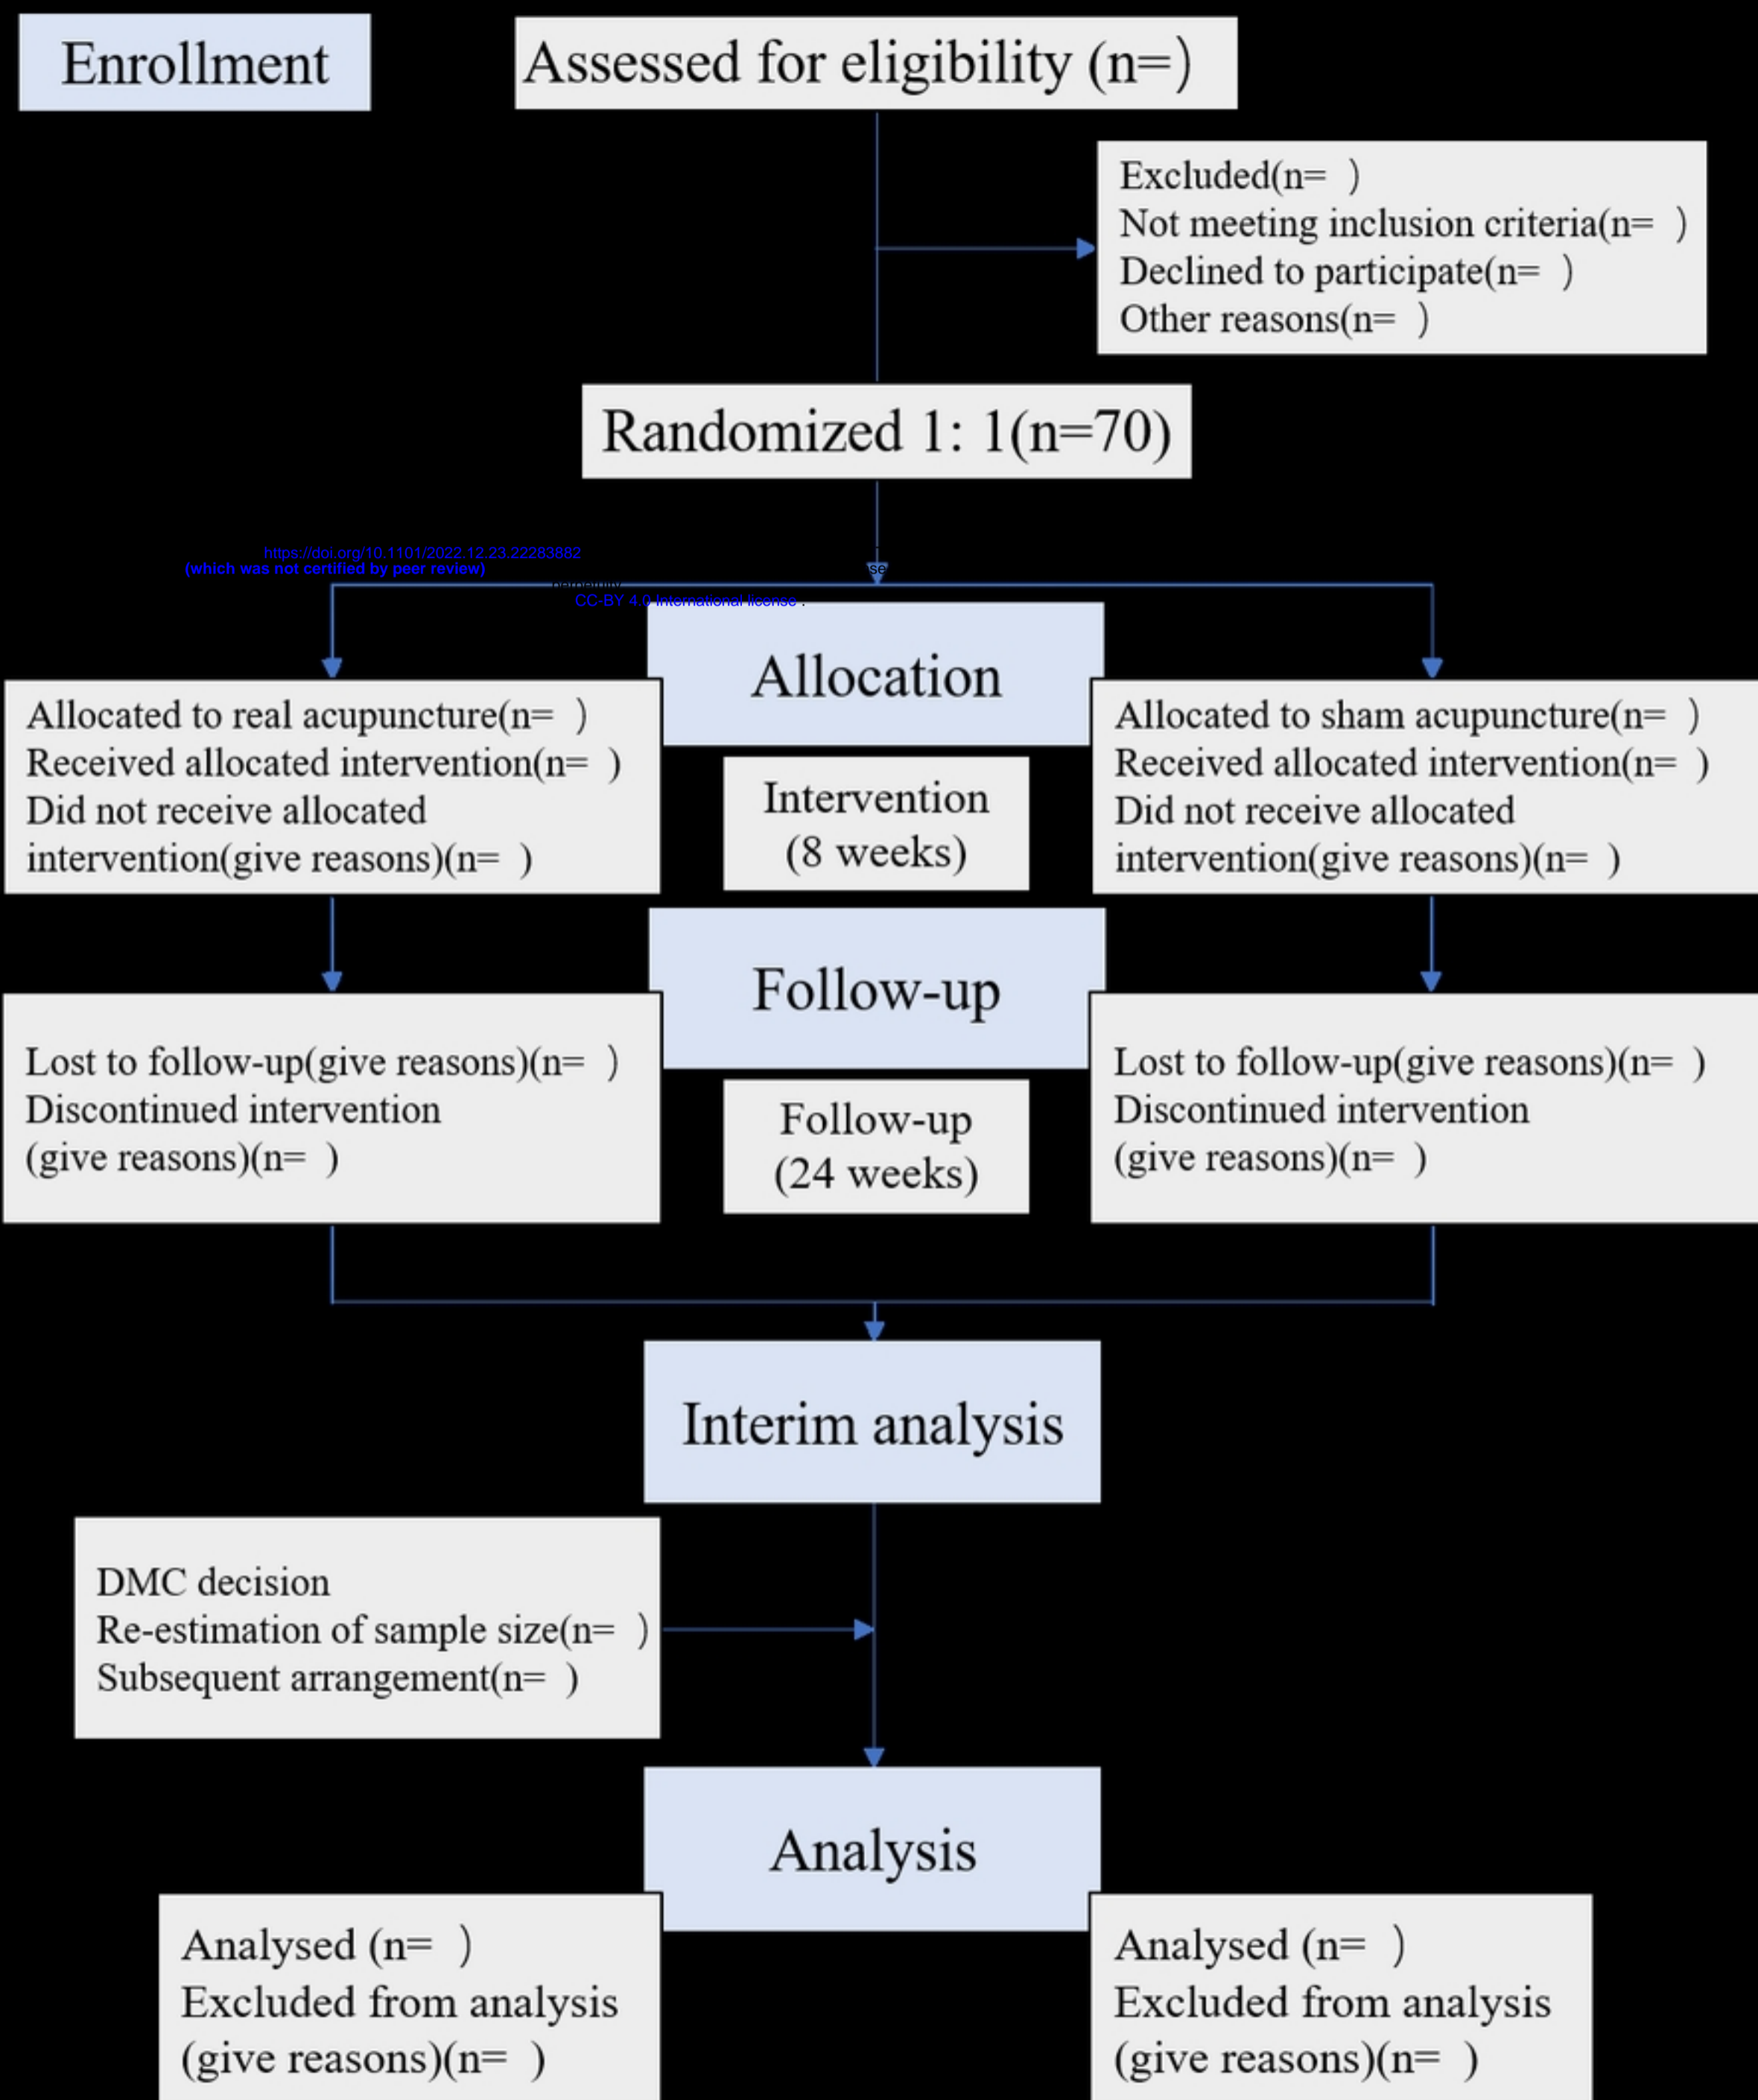 Enrollment
Assessed for eligibility (n=)
Excluded(n=  )
Not meeting inclusion criteria(n=  )
Declined to participate(n=  )
Other reasons(n=  )
Randomized 1: 1(n=70)
https://doi.org/10.1101/2022.12.23.22283882
(which was not certified by peer review)
perpetuity.
CC-BY 4.0 International license .
Allocation
Allocated to real acupuncture(n=  )
Received allocated intervention(n=  )
Did not receive allocated
intervention(give reasons)(n=  )
Intervention
(8 weeks)
Allocated to sham acupuncture(n=  )
Received allocated intervention(n=  )
Did not receive allocated
intervention(give reasons)(n=  )
Follow-up
Lost to follow-up(give reasons)(n=  )
Discontinued intervention
(give reasons)(n=  )
Follow-up
(24 weeks)
Lost to follow-up(give reasons)(n=  )
Discontinued intervention
(give reasons)(n=  )
Interim analysis
DMC decision
Re-estimation of sample size(n=  )
Subsequent arrangement(n=  )
Analysis
Analysed (n=  )
Excluded from analysis
(give reasons)(n=  )
Analysed (n=  )
Excluded from analysis
(give reasons)(n=  )